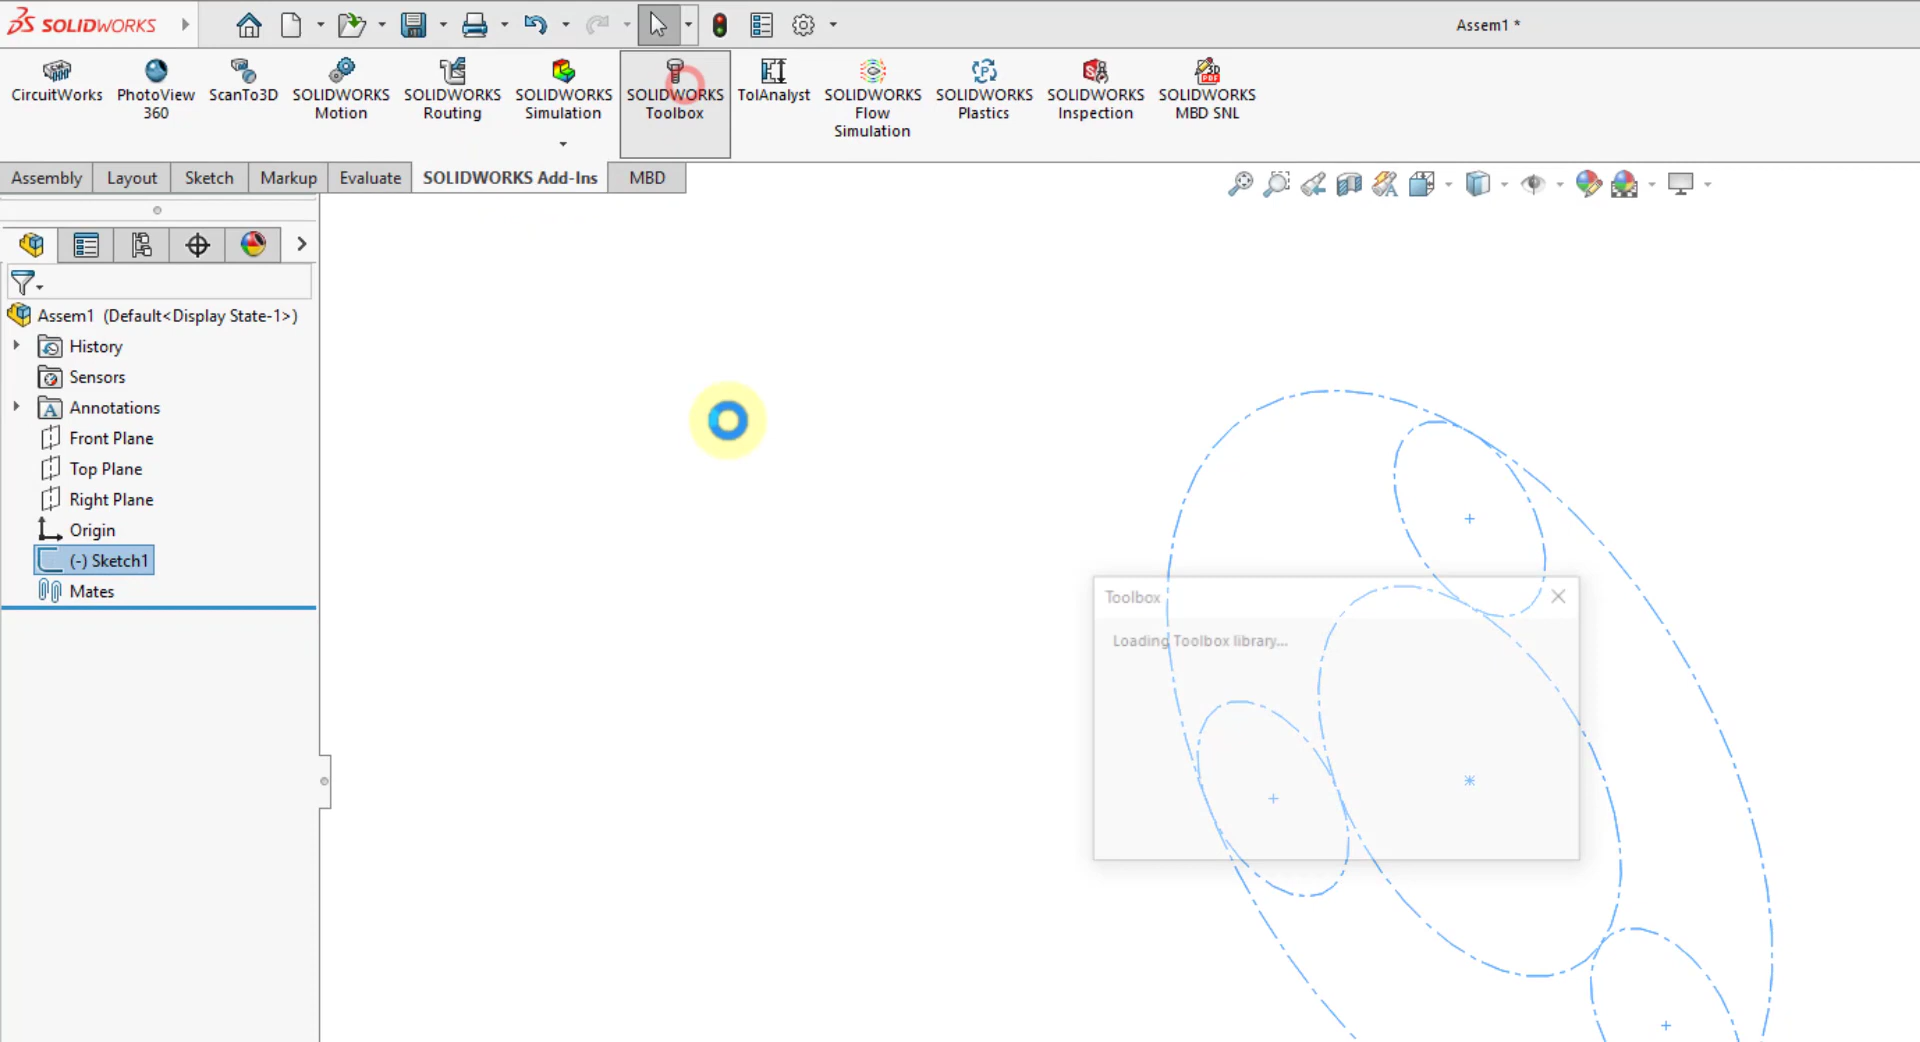 SOLIDWORKS
Assem1 *
CircuitWorks
PhotoView
360
ScanTo3D
SOLIDWORKS
Motion
SOLIDWORKS
Routing
SOLIDWORKS
Simulation
SOLIDWORKS
Toolbox
TolAnalyst
SOLIDWORKS
Flow
Simulation
SOLIDWORKS
Plastics
SOLIDWORKS
Inspection
SOLIDWORKS
MBD SNL
Assembly
Layout
Sketch
Markup
Evaluate
SOLIDWORKS Add-Ins
MBD
Assem1 (Default<Display State-1>)
History
Sensors
Annotations
Front Plane
Top Plane
Right Plane
Origin
(-) Sketch1
Mates
Toolbox
Loading Toolbox library...